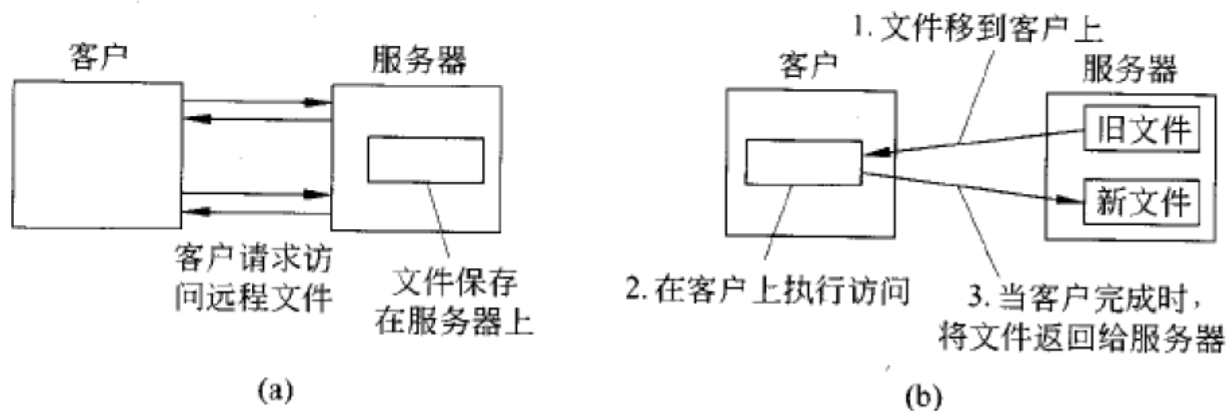 客户
服务器
客户请求访
问远程文件
文件保存
在服务器上
(a)
1. 文件移到客户上
客户
服务器
旧文件
新文件
2. 在客户上执行访问
3. 当客户完成时，
将文件返回给服务器
(b)